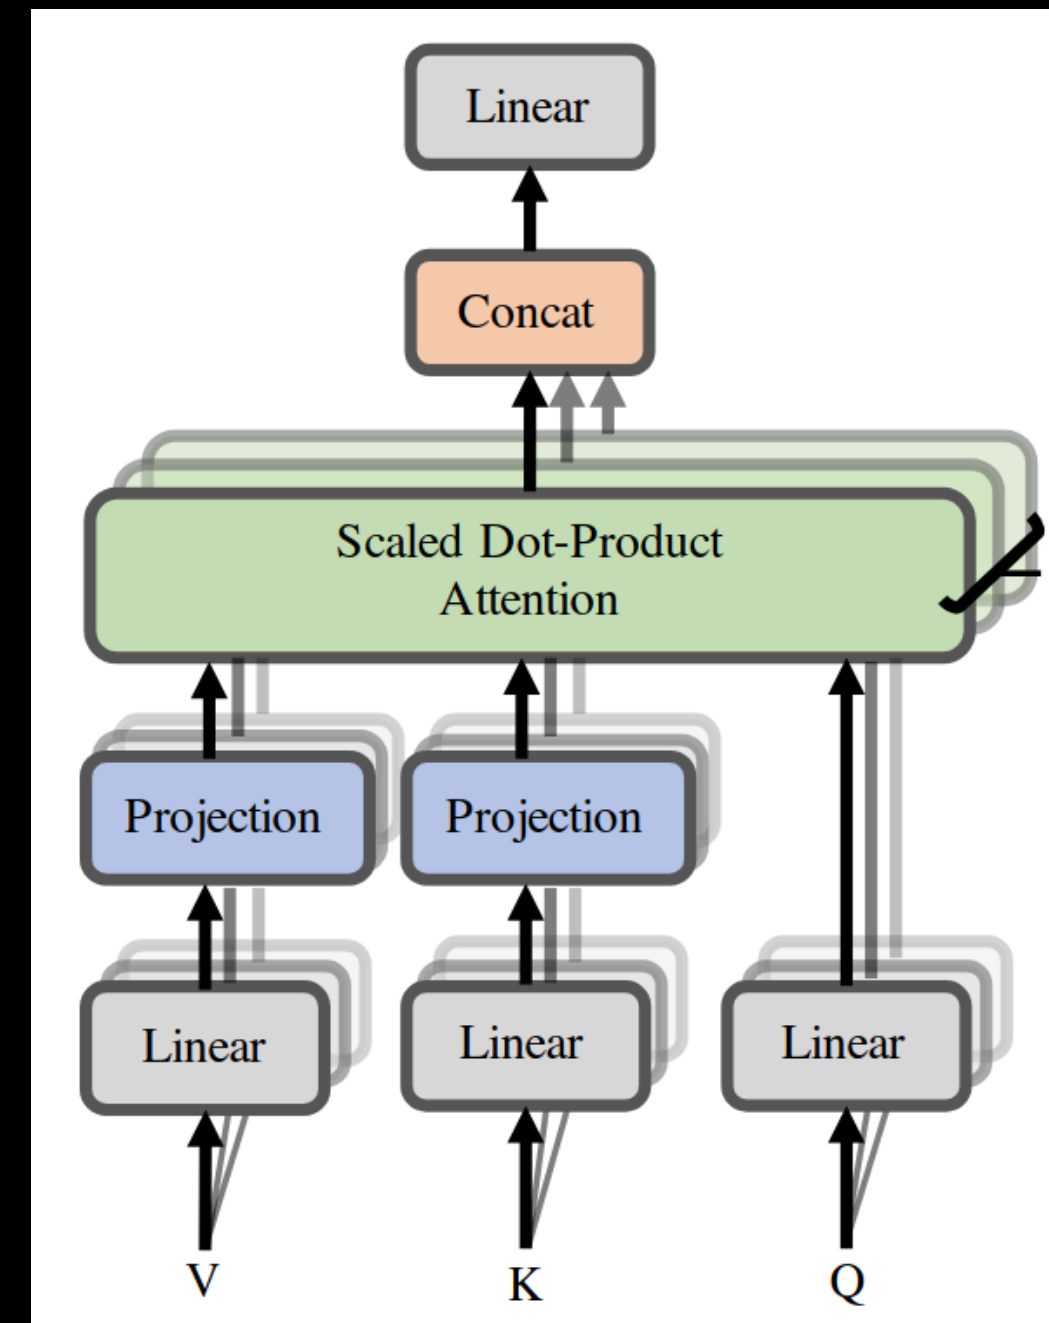 Linear
Concat
Scaled Dot-Product
Attention
Projection
Projection
Linear
Linear
Linear
V
K
Q